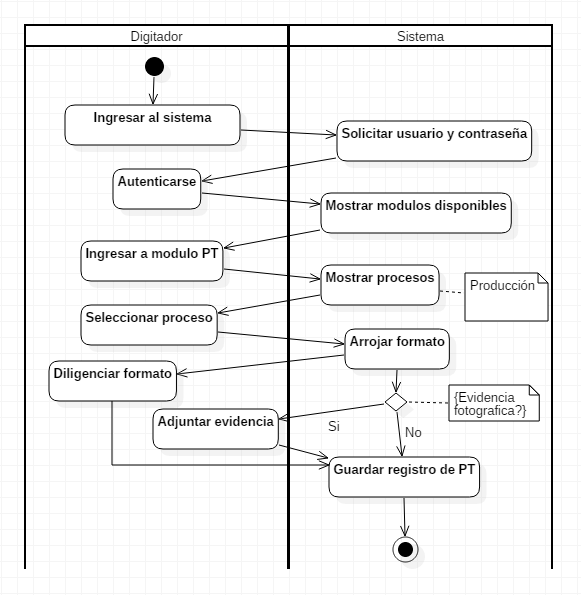 Digitador
Sistema
Ingresar al sistema
Solicitar usuario y contraseña
Autenticarse
Mostrar modulos disponibles
Ingresar a modulo PT
Mostrar procesos
Producción
Seleccionar proceso
Arrojar formato
Diligenciar formato
{Evidencia
fotografica?}
Adjuntar evidencia
Si
No
Guardar registro de PT